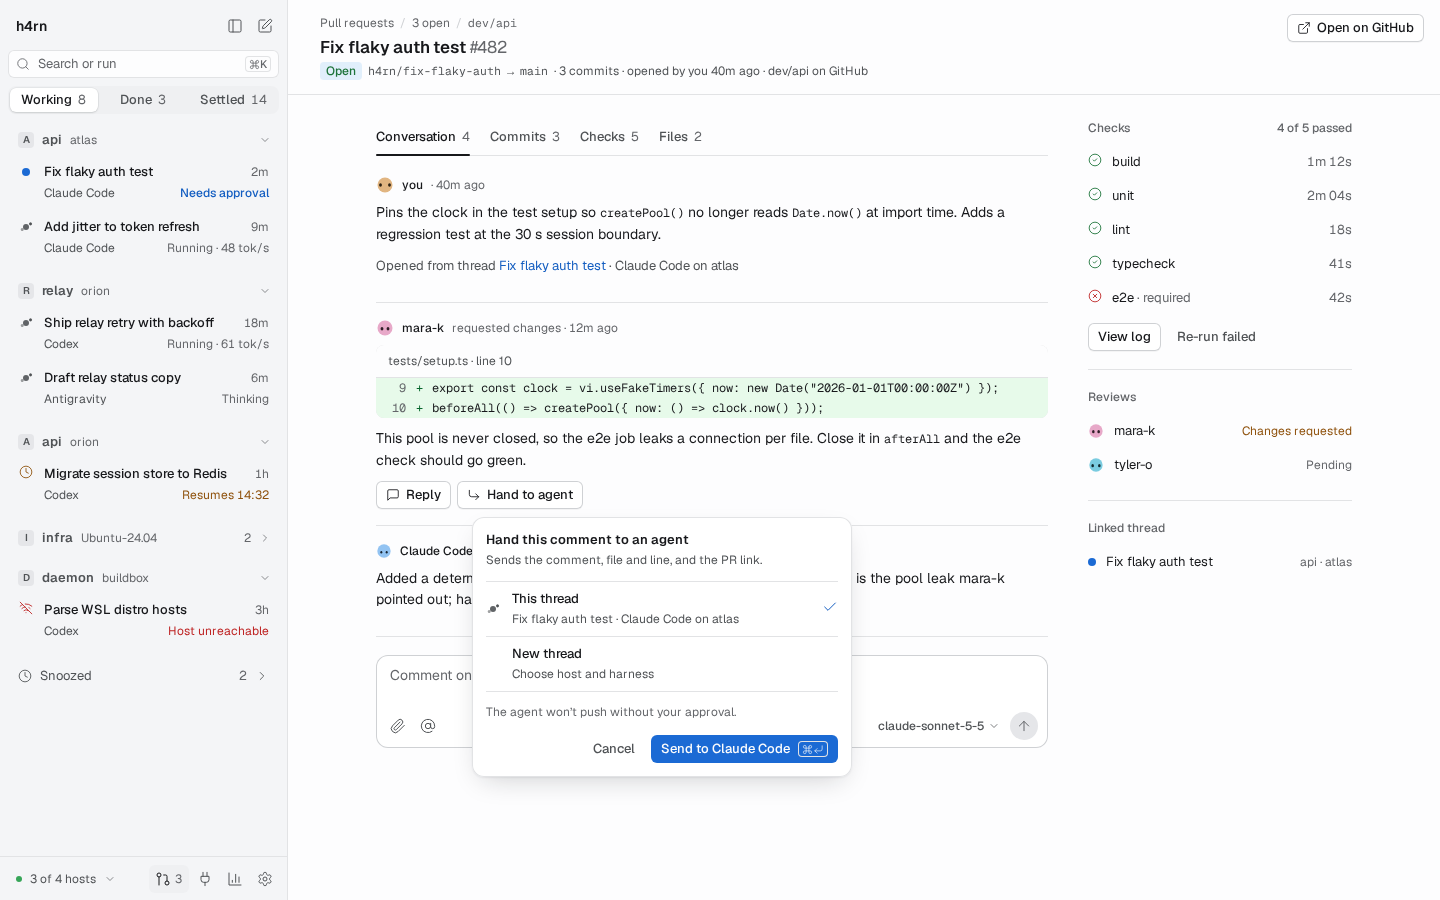 h4rn
Search or run ⌘K
Working 8 Done 3 Settled 14
A api atlas
Fix flaky auth test 2m
Claude Code Needs approval
Add jitter to token refresh 9m
Claude Code Running · 48 tok/s
R relay orion
Ship relay retry with backoff 18m
Codex Running · 61 tok/s
Draft relay status copy 6m
Antigravity Thinking
A api orion
Migrate session store to Redis 1h
Codex Resumes 14:32
I infra Ubuntu-24.04 2
D daemon buildbox
Parse WSL distro hosts 3h
Codex Host unreachable
Snoozed 2
3 of 4 hosts 3
Pull requests / 3 open / dev/api
Fix flaky auth test #482
Open h4rn/fix-flaky-auth → main · 3 commits · opened by you 40m ago · dev/api on GitHub
Open on GitHub
Conversation 4 Commits 3 Checks 5 Files 2
you · 40m ago
Pins the clock in the test setup so createPool() no longer reads Date.now() at import time. Adds a
regression test at the 30 s session boundary.
Opened from thread Fix flaky auth test · Claude Code on atlas
mara-k requested changes · 12m ago
tests/setup.ts · line 10
9 + export const clock = vi.useFakeTimers({ now: new Date("2026-01-01T00:00:00Z") });
10 + beforeAll(() => createPool({ now: () => clock.now() }));
This pool is never closed, so the e2e job leaks a connection per file. Close it in afterAll and the e2e
check should go green.
Reply Hand to agent
Claude Code
Added a deter is the pool leak mara-k
pointed out; ha
Comment on
claude-sonnet-5-5
Hand this comment to an agent
Sends the comment, file and line, and the PR link.
This thread
Fix flaky auth test · Claude Code on atlas
New thread
Choose host and harness
The agent won't push without your approval.
Cancel Send to Claude Code ⌘↵
Checks 4 of 5 passed
build 1m 12s
unit 2m 04s
lint 18s
typecheck 41s
e2e · required 42s
View log Re-run failed
Reviews
mara-k Changes requested
tyler-o Pending
Linked thread
Fix flaky auth test api · atlas